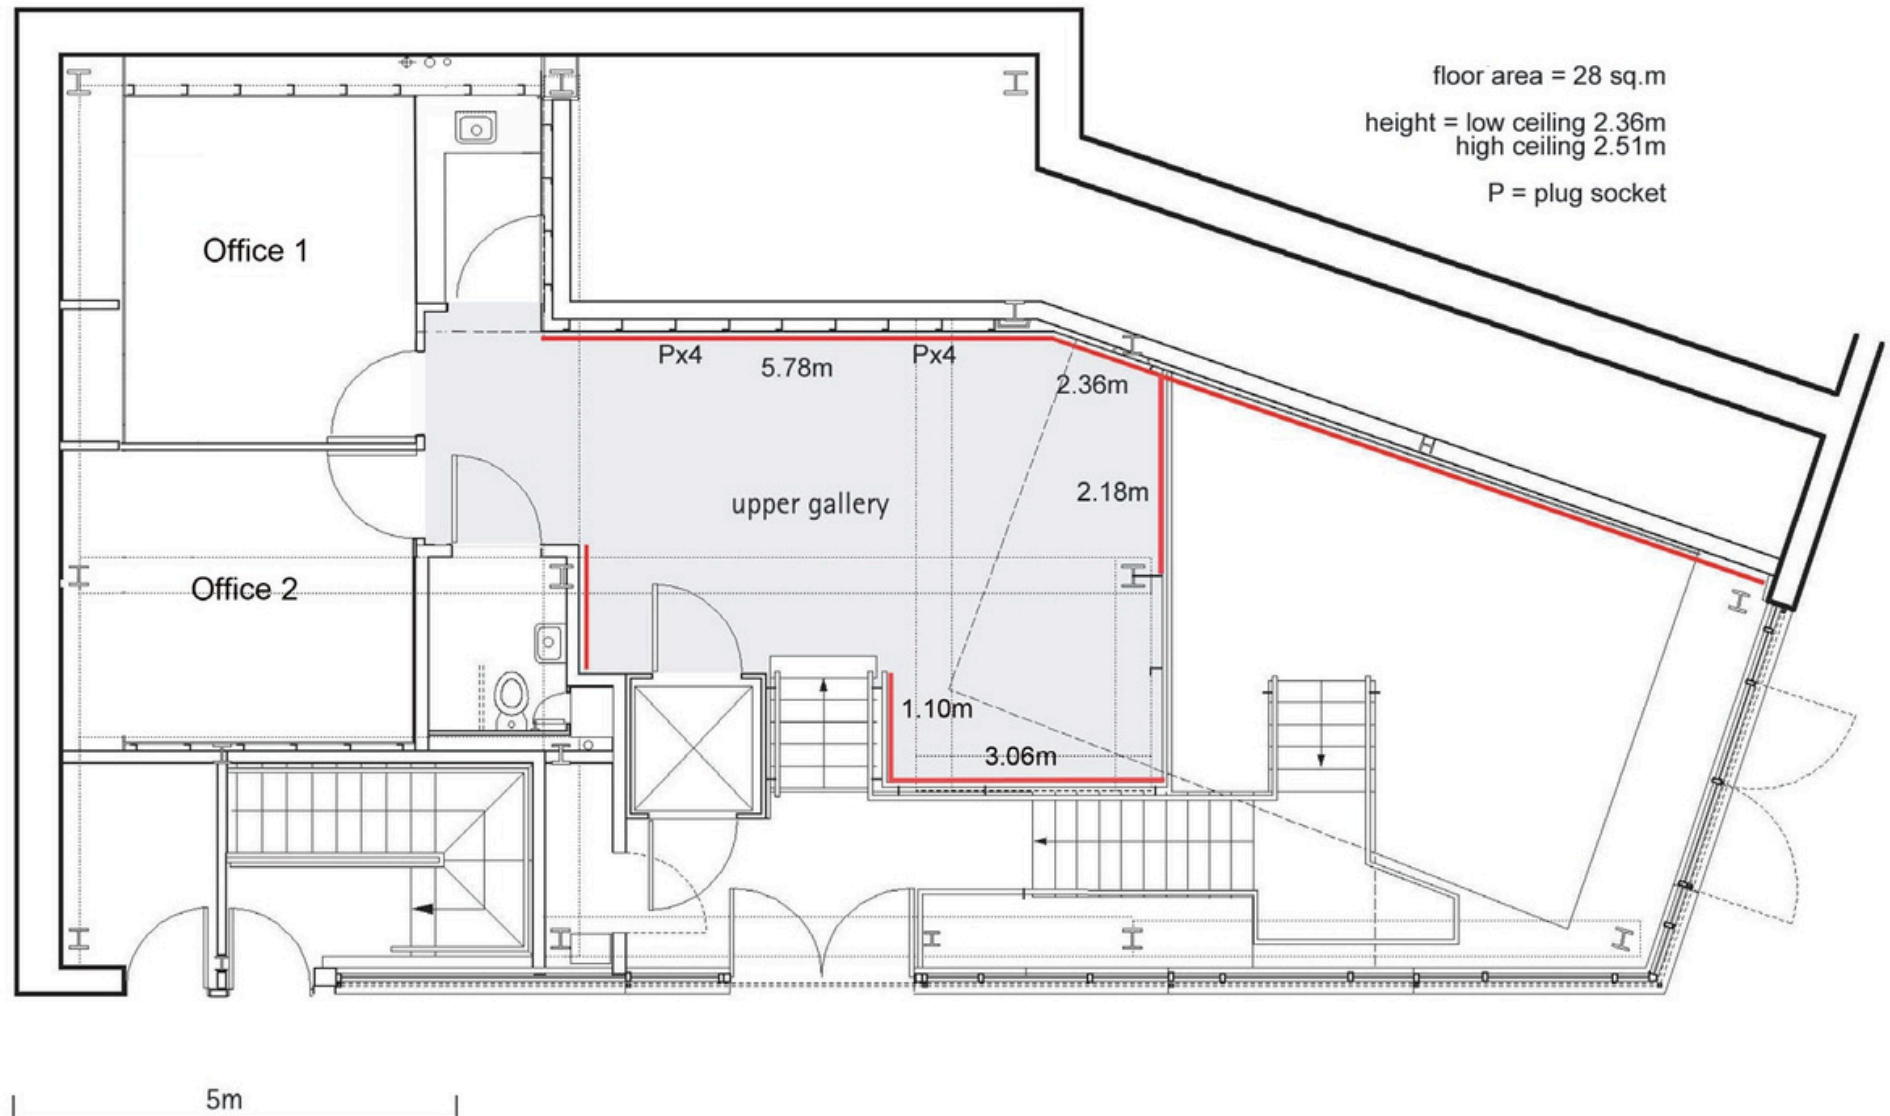 floor area = 28 sq.m
height = low ceiling 2.36m
high ceiling 2.51m
P = plug socket
Office 1
Px4
5.78m
Px4
2.36m
2.18m
upper gallery
Office 2
1.10m
3.06m
5m